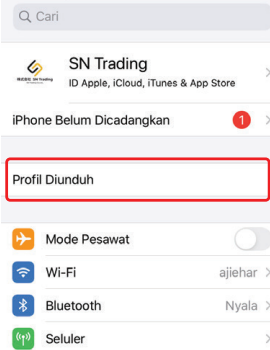 Cari
SN Trading
ID Apple, iCloud, iTunes & App Store
iPhone Belum Dicadangkan 1
Profil Diunduh
Mode Pesawat
Wi-Fi ajiehar
Bluetooth Nyala
Seluler